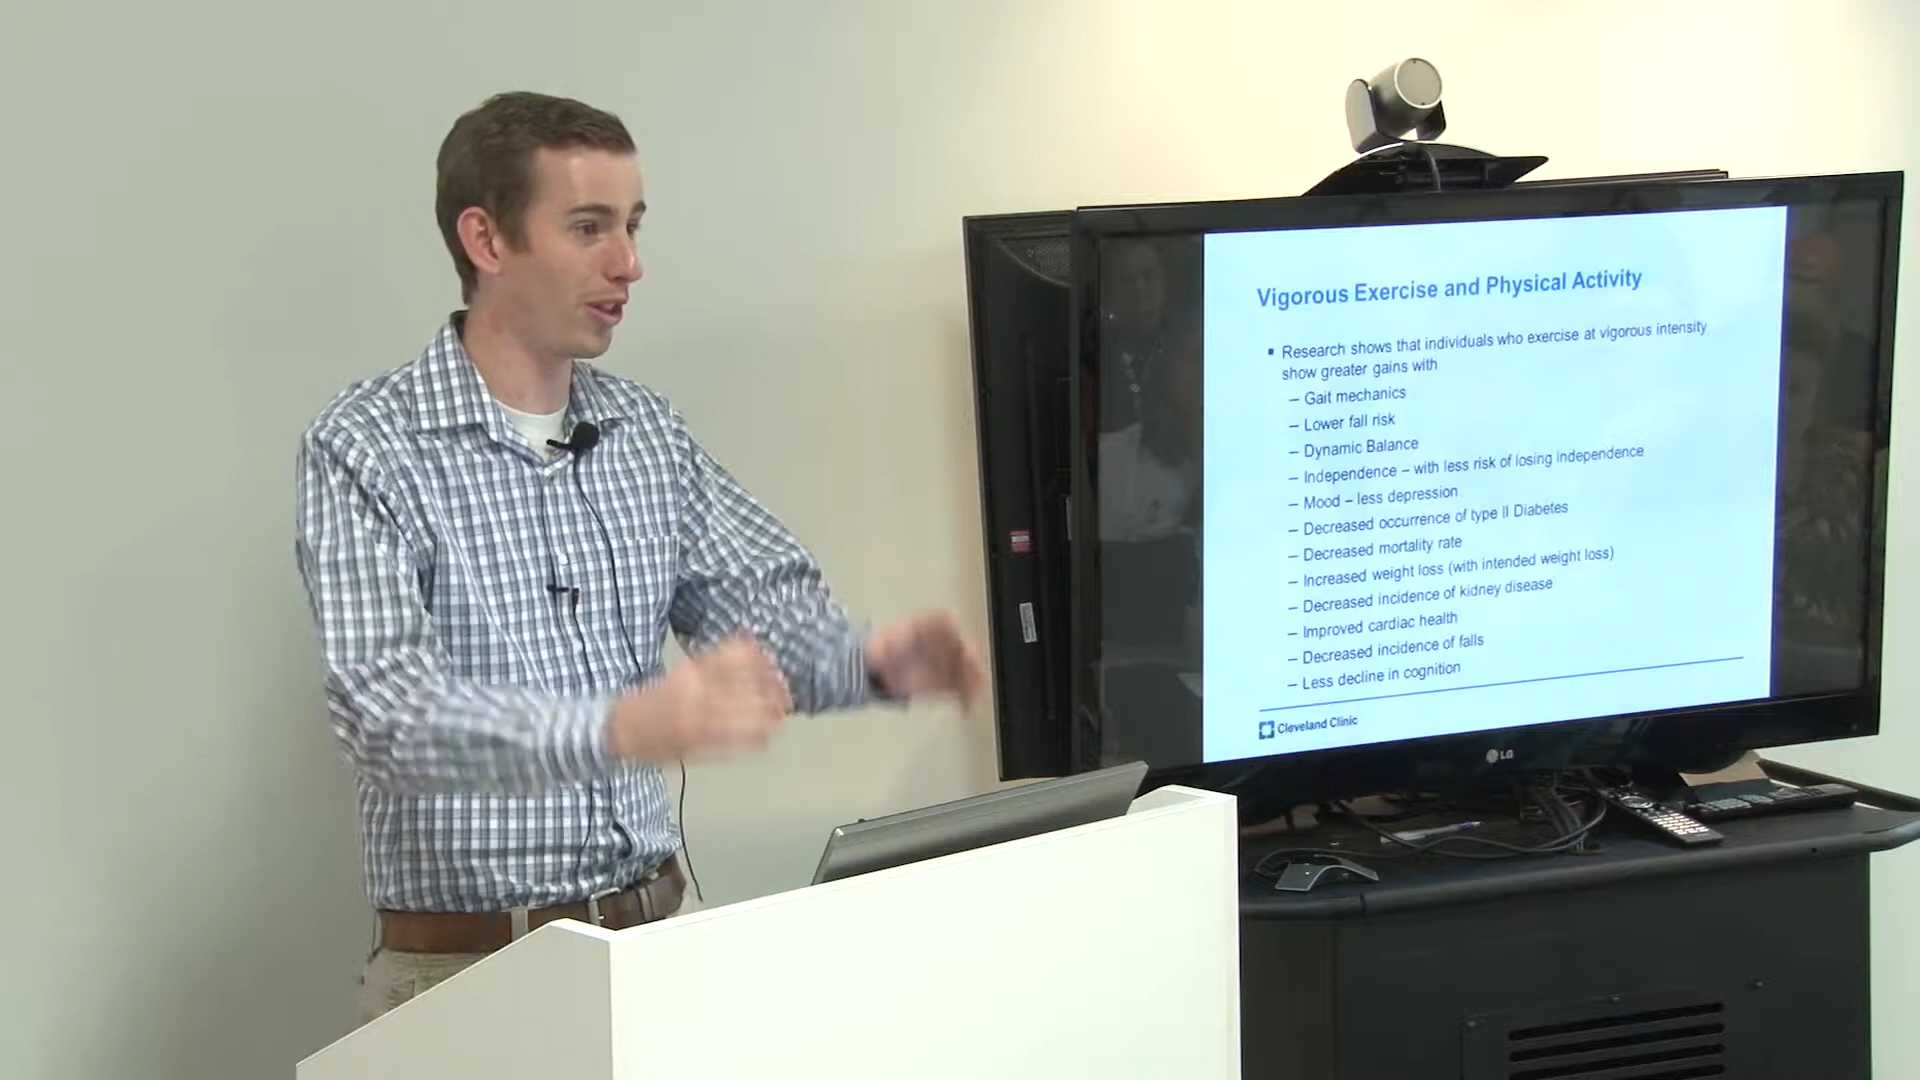 Vigorous Exercise and Physical Activity
▪ Research shows that individuals who exercise at vigorous intensity
show greater gains with
– Gait mechanics
– Lower fall risk
– Dynamic Balance
– Independence – with less risk of losing independence
– Mood – less depression
– Decreased occurrence of type II Diabetes
– Decreased mortality rate
– Increased weight loss (with intended weight loss)
– Decreased incidence of kidney disease
– Improved cardiac health
– Decreased incidence of falls
– Less decline in cognition
Cleveland Clinic
LG